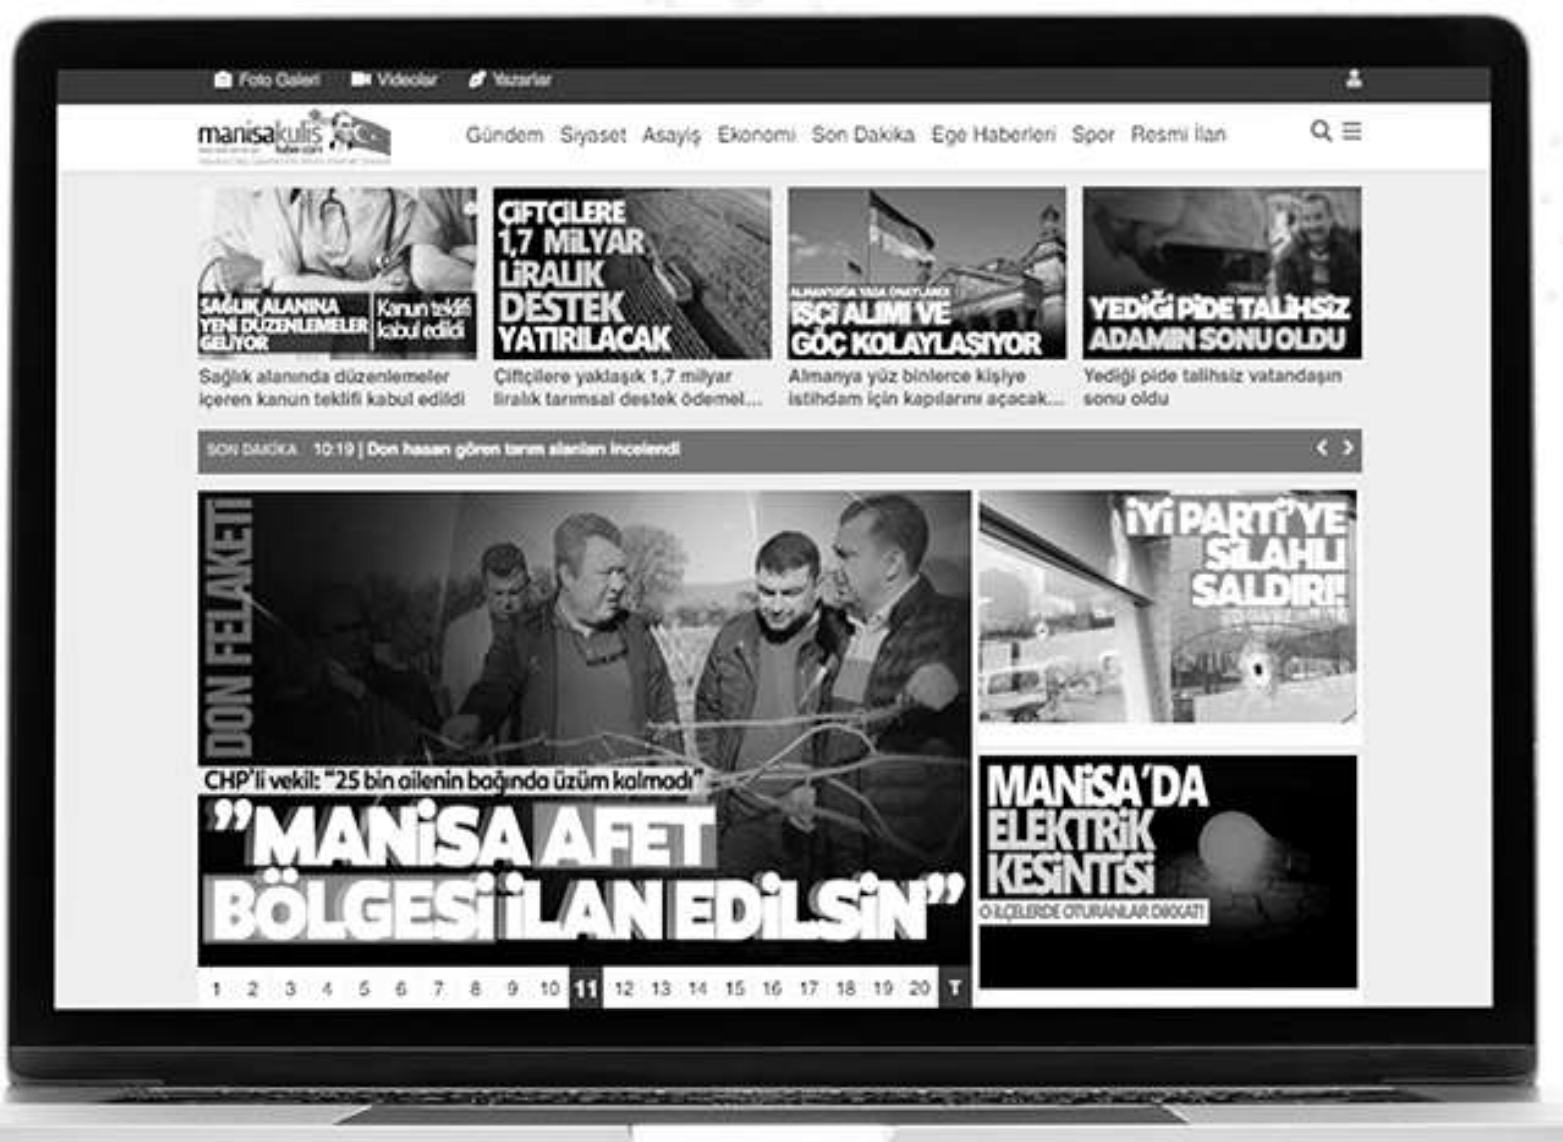 Foto Galeri Videolar Yazarlar
manisakulis
Gündem Siyaset Asayiş Ekonomi Son Dakika Ege Haberleri Spor Resmi İlan
SAĞLIK ALANINA
YENİ DÜZENLEMELER
GELİYOR
Kanun teklifi
kabul edildi
Sağlık alanında düzenlemeler
içeren kanun teklifi kabul edildi
ÇİFTÇİLERE
1,7 MİLYAR
LİRALIK
DESTEK
YATIRILACAK
Çiftçilere yaklaşık 1,7 milyar
liralık tarımsal destek ödemel...
ALMANYA'DA YASA ONAYLANDI
İŞÇİ ALIMI VE
GÖÇ KOLAYLAŞIYOR
Almanya yüz binlerce kişiye
istihdam için kapılarını açacak...
YEDİĞİ PİDE TALİHSİZ
ADAMIN SONU OLDU
Yediği pide talihsiz vatandaşın
sonu oldu
SON DAKİKA 10:19 | Don hasarı gören tarım alanları incelendi
DON FELAKETİ
CHP'li vekil: "25 bin ailenin bağında üzüm kalmadı"
"MANİSA AFET
BÖLGESİ İLAN EDİLSİN"
1 2 3 4 5 6 7 8 9 10 11 12 13 14 15 16 17 18 19 20 T
İYİ PARTİ'YE
SİLAHLI
SALDIRI!
MANİSA'DA
ELEKTRİK
KESİNTİSİ
O İLÇELERDE OTURANLAR DİKKAT!